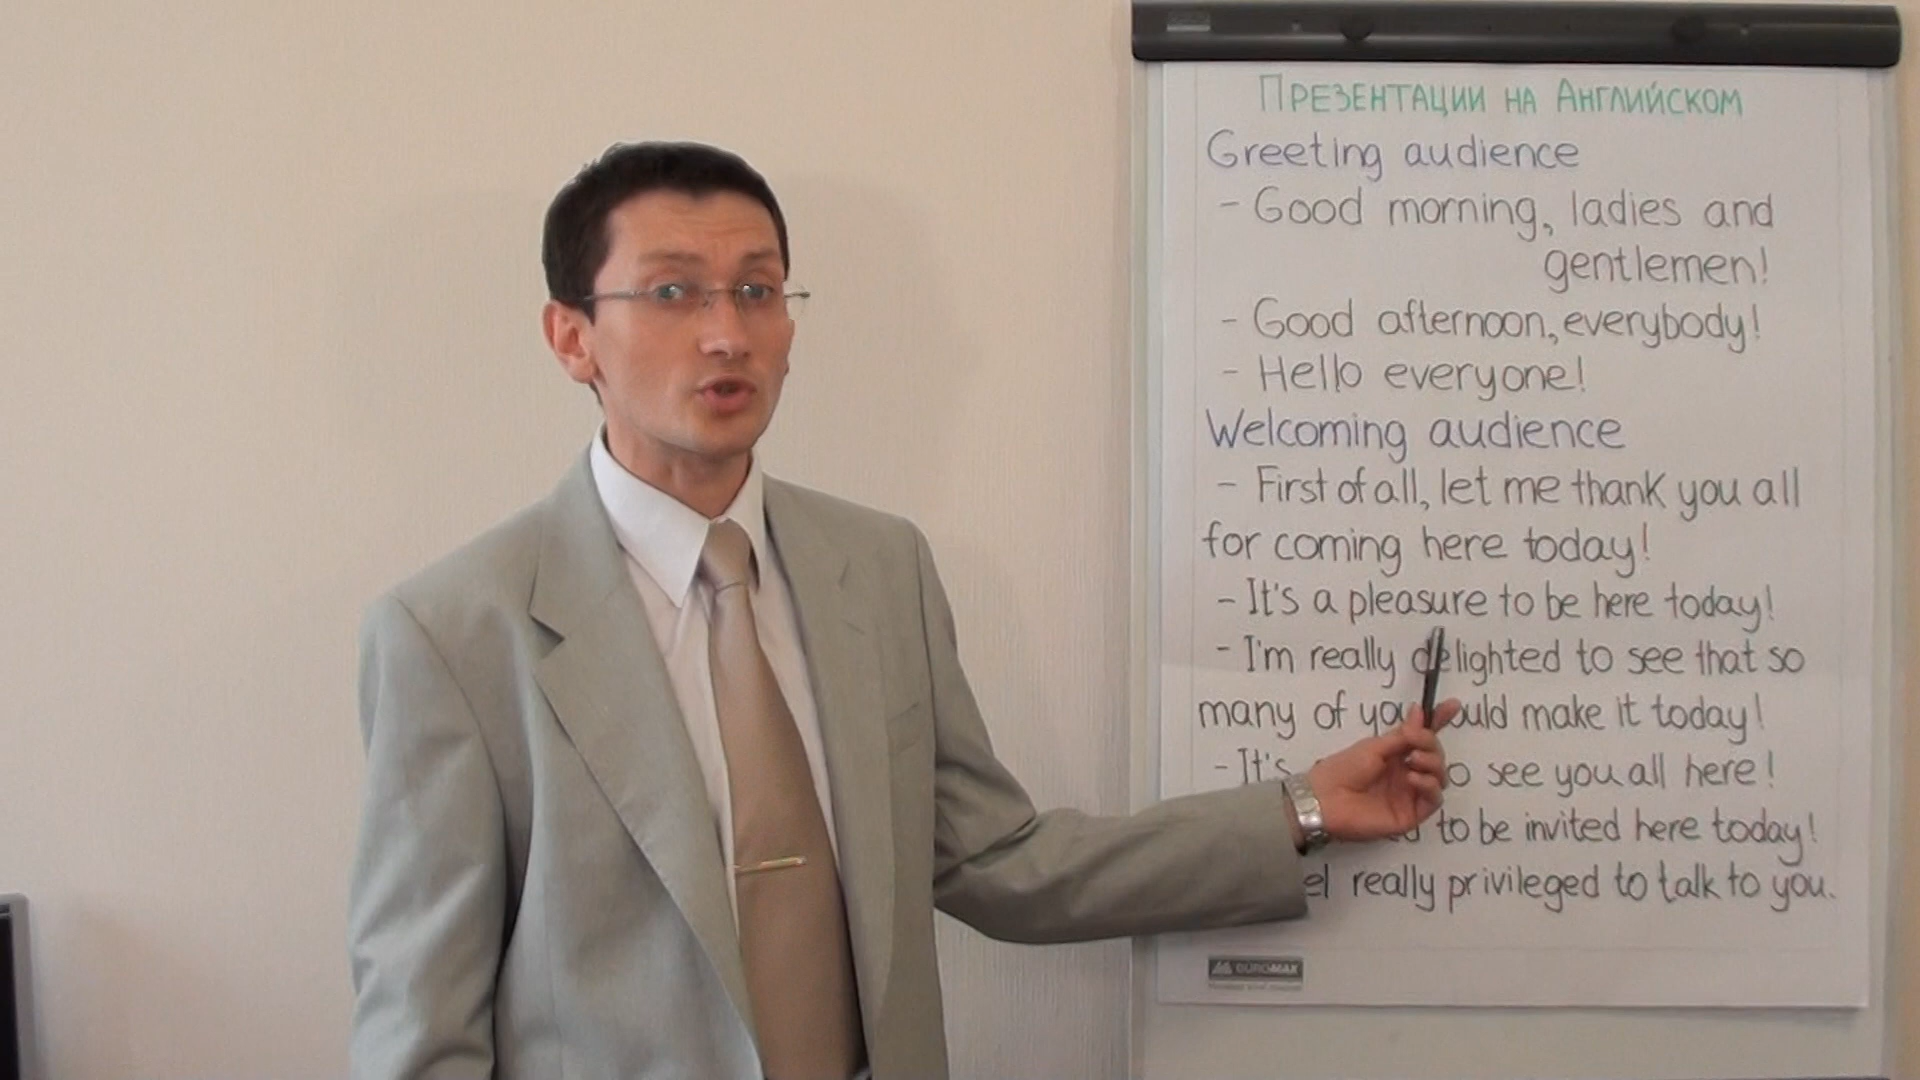 Презентации на Английском
Greeting audience
- Good morning, ladies and
gentlemen!
- Good afternoon, everybody!
- Hello everyone!
Welcoming audience
- First of all, let me thank you all
for coming here today!
- It's a pleasure to be here today!
- I'm really delighted to see that so
many of you could make it today!
- It's to see you all here!
to be invited here today!
really privileged to talk to you.
BUROMAX